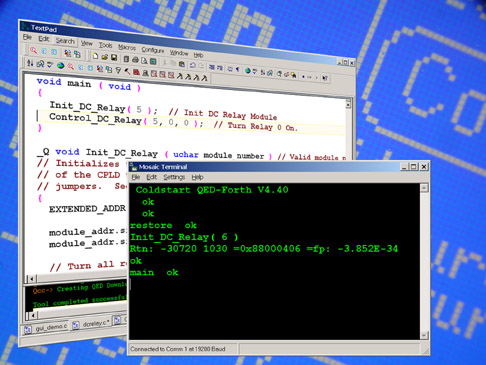 TextPad
File Edit Search View Tools Macros Configure Window Help
void main ( void )
{
Init_DC_Relay( 5 ); // Init DC Relay Module
Control_DC_Relay( 5, 0, 0 ); // Turn Relay 0 On.
}
_Q void Init_DC_Relay ( uchar module_number ) // Valid module
// Initializes
// of the CPLD
// jumpers. Se
{
EXTENDED_ADDR
module_addr.s
module_addr.s
// Turn all r
Qcc-> Creating QED Downl
Tool completed successful
gui_demo.c dcrelay.c*
Mosaic Terminal
File Edit Settings Help
Coldstart QED-Forth V4.40
ok
ok
restore ok
Init_DC_Relay( 6 )
Rtn: -30720 1030 =0x88000406 =fp: -3.852E-34
ok
main ok
Connected to Comm 1 at 19200 Baud